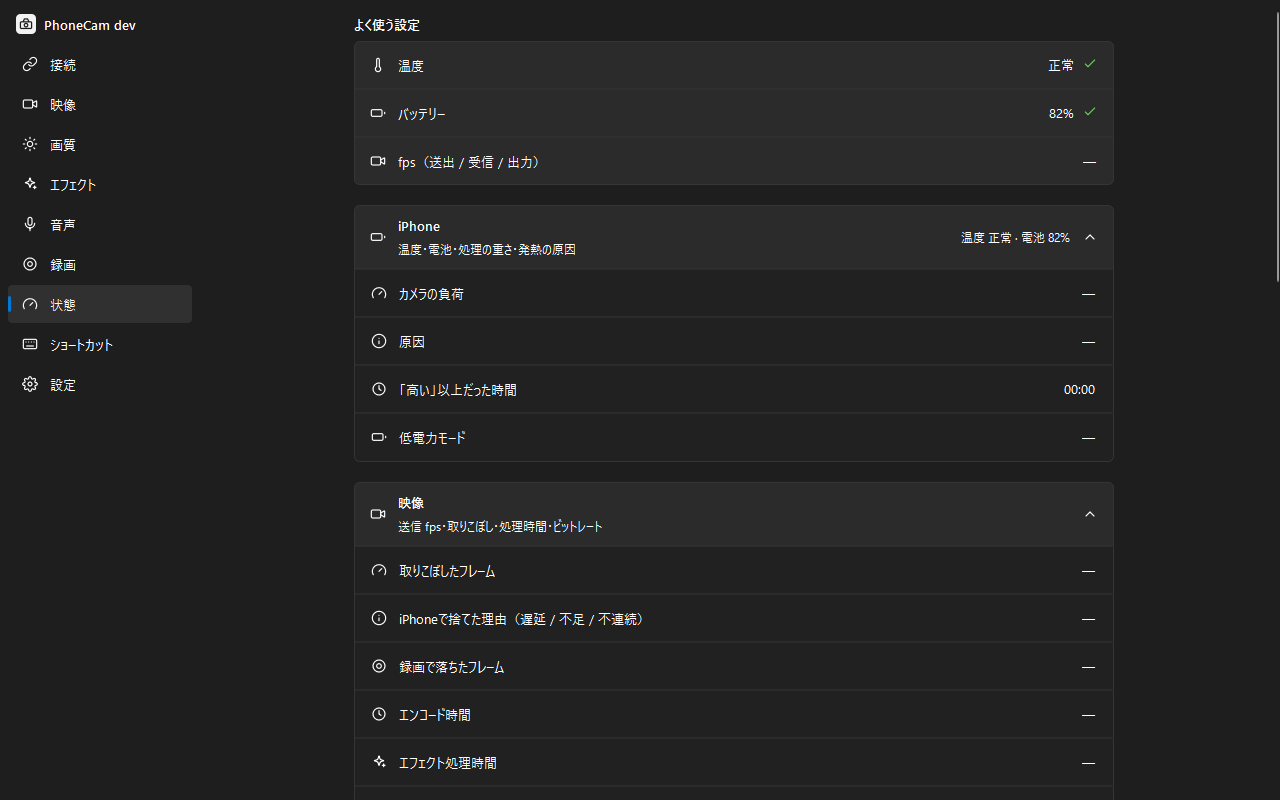 PhoneCam dev
接続
映像
画質
エフェクト
音声
録画
状態
ショートカット
設定
よく使う設定
温度 正常
バッテリー 82%
fps（送出 / 受信 / 出力） —
iPhone
温度・電池・処理の重さ・発熱の原因
温度 正常 · 電池 82%
カメラの負荷 —
原因 —
「高い」以上だった時間 00:00
低電力モード —
映像
送信 fps・取りこぼし・処理時間・ビットレート
取りこぼしたフレーム —
iPhoneで捨てた理由（遅延 / 不足 / 不連続） —
録画で落ちたフレーム —
エンコード時間 —
エフェクト処理時間 —